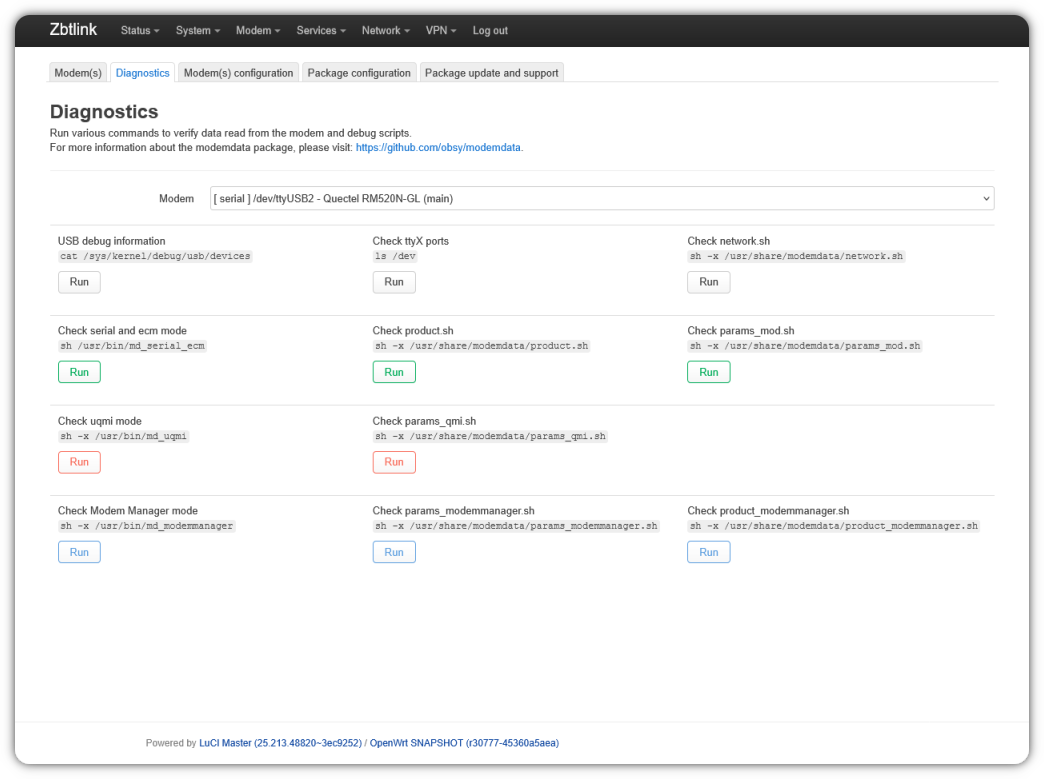 Zbtlink Status System Modem Services Network VPN Log out
Modem(s) Diagnostics Modem(s) configuration Package configuration Package update and support
Diagnostics
Run various commands to verify data read from the modem and debug scripts.
For more information about the modemdata package, please visit: https://github.com/obsy/modemdata.
Modem [ serial ] /dev/ttyUSB2 - Quectel RM520N-GL (main)
USB debug information Check ttyX ports Check network.sh
cat /sys/kernel/debug/usb/devices ls /dev sh -x /usr/share/modemdata/network.sh
Run Run Run
Check serial and ecm mode Check product.sh Check params_mod.sh
sh /usr/bin/md_serial_ecm sh -x /usr/share/modemdata/product.sh sh -x /usr/share/modemdata/params_mod.sh
Run Run Run
Check uqmi mode Check params_qmi.sh
sh -x /usr/bin/md_uqmi sh -x /usr/share/modemdata/params_qmi.sh
Run Run
Check Modem Manager mode Check params_modemmanager.sh Check product_modemmanager.sh
sh -x /usr/bin/md_modemmanager sh -x /usr/share/modemdata/params_modemmanager.sh sh -x /usr/share/modemdata/product_modemmanager.sh
Run Run Run
Powered by LuCI Master (25.213.48820~3ec9252) / OpenWrt SNAPSHOT (r30777-45360a5aea)